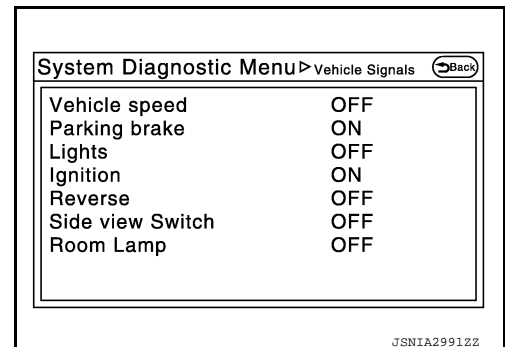 System Diagnostic Menu▷Vehicle Signals Back
Vehicle speed OFF
Parking brake ON
Lights OFF
Ignition ON
Reverse OFF
Side view Switch OFF
Room Lamp OFF
JSNIA2991ZZ